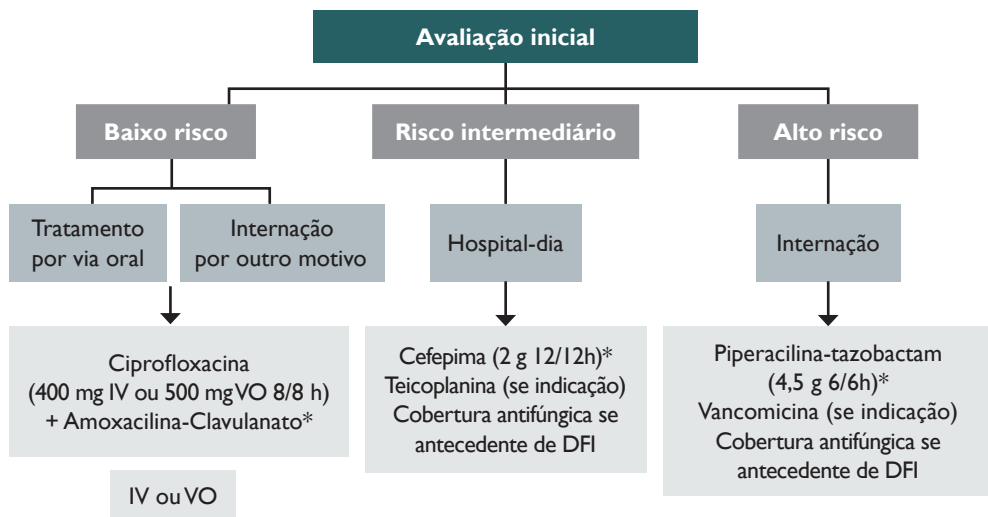 Avaliação inicial
Baixo risco
Risco intermediário
Alto risco
Tratamento
por via oral
Internação
por outro motivo
Hospital-dia
Internação
Ciprofloxacina
(400 mg IV ou 500 mg VO 8/8 h)
+ Amoxacilina-Clavulanato*
IV ou VO
Cefepima (2 g 12/12h)*
Teicoplanina (se indicação)
Cobertura antifúngica se
antecedente de DFI
Piperacilina-tazobactam
(4,5 g 6/6h)*
Vancomicina (se indicação)
Cobertura antifúngica se
antecedente de DFI